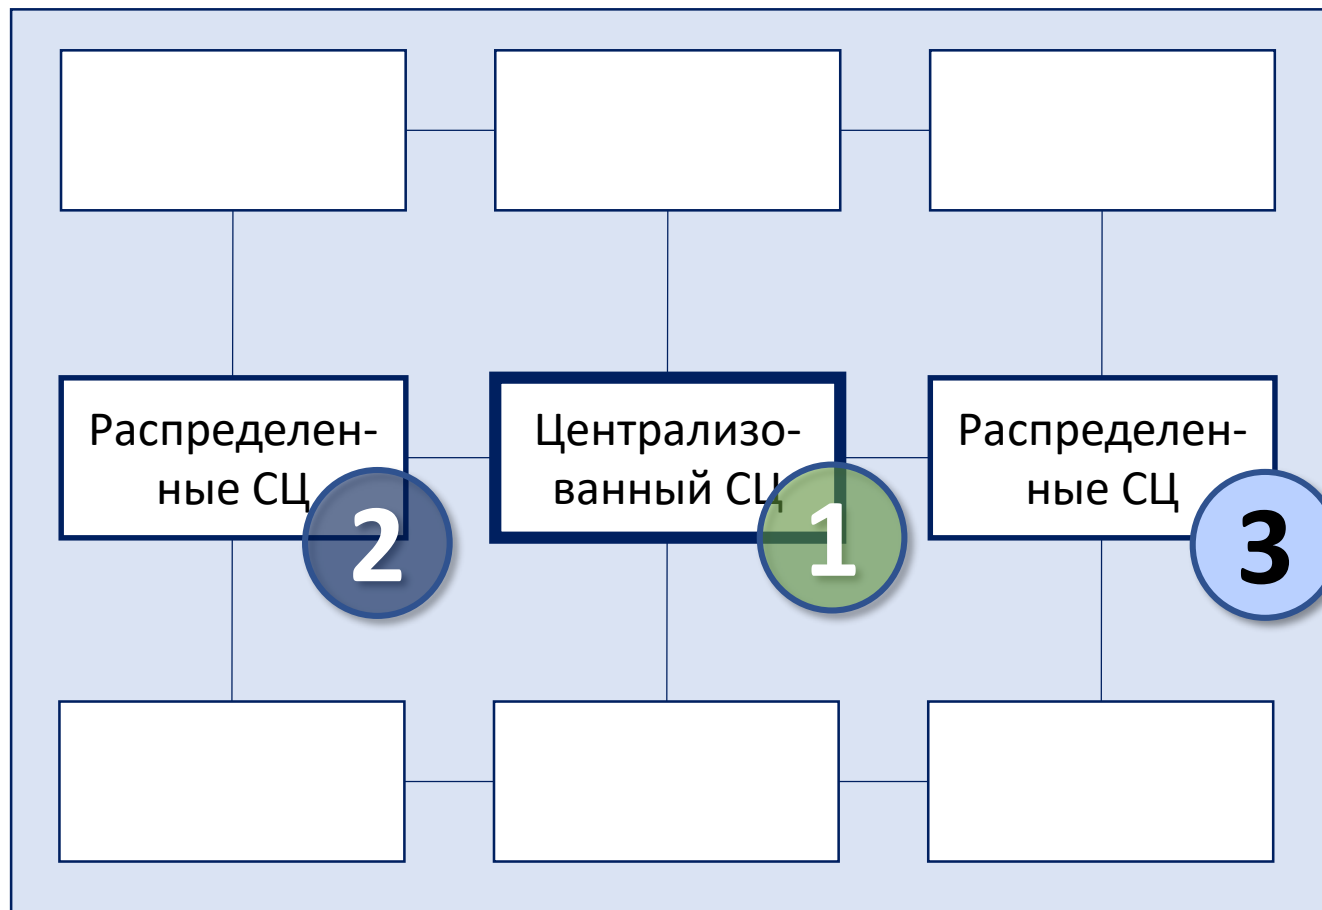 Распределен-
ные СЦ
2
Централизо-
ванный СЦ
1
Распределен-
ные СЦ
3